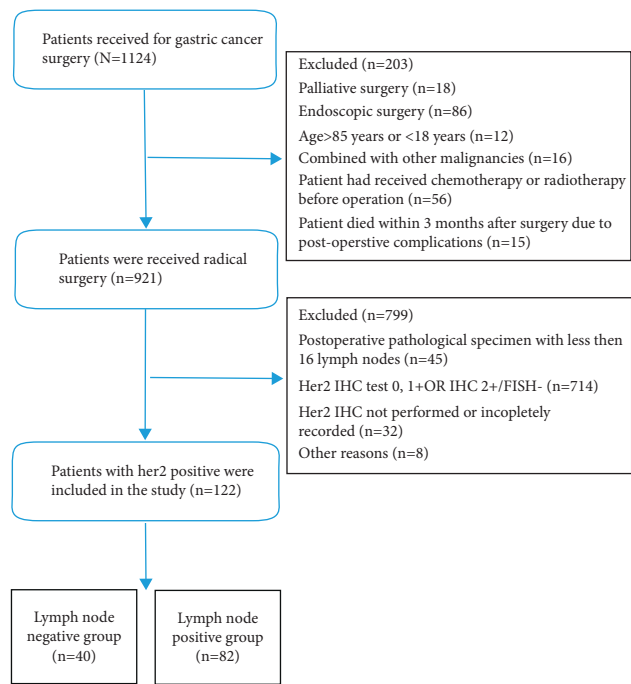 Patients received for gastric cancer
surgery (N=1124)
Excluded (n=203)
Palliative surgery (n=18)
Endoscopic surgery (n=86)
Age>85 years or <18 years (n=12)
Combined with other malignancies (n=16)
Patient had received chemotherapy or radiotherapy
before operation (n=56)
Patient died within 3 months after surgery due to
post-operstive complications (n=15)
Patients were received radical
surgery (n=921)
Excluded (n=799)
Postoperative pathological specimen with less then
16 lymph nodes (n=45)
Her2 IHC test 0, 1+OR IHC 2+/FISH- (n=714)
Her2 IHC not performed or incopletely
recorded (n=32)
Other reasons (n=8)
Patients with her2 positive were
included in the study (n=122)
Lymph node
negative group
(n=40)
Lymph node
positive group
(n=82)